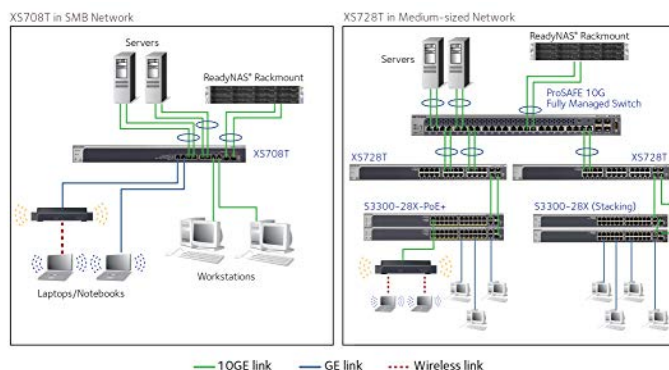 XS708T in SMB Network
Servers
ReadyNAS® Rackmount
XS708T
Workstations
Laptops/Notebooks
XS728T in Medium-sized Network
Servers
ReadyNAS® Rackmount
ProSAFE 10G
Fully Managed Switch
XS728T
XS728T
S3300-28X-PoE+
S3300-28X (Stacking)
10GE link
GE link
Wireless link